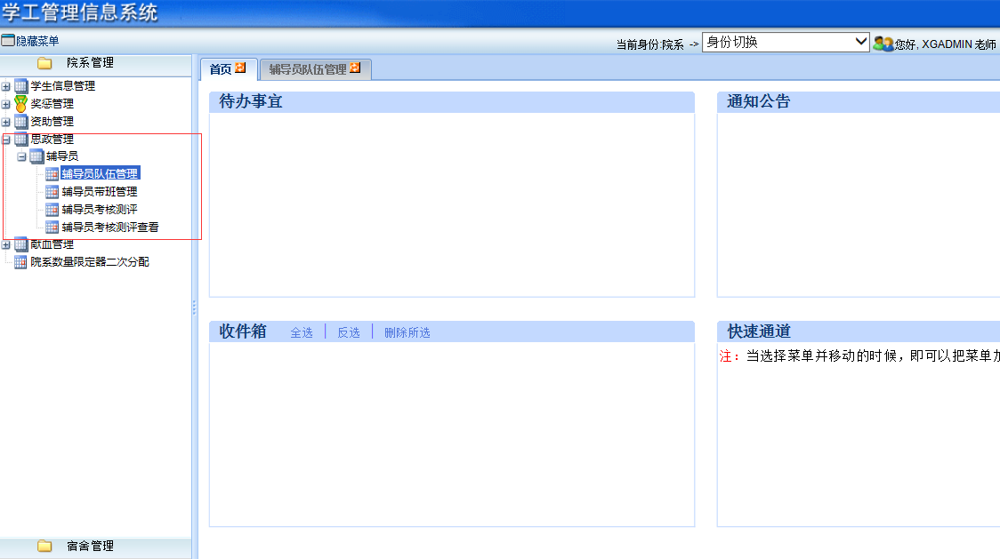 学工管理信息系统
隐藏菜单
当前身份:院系 -> 身份切换 您好, XGADMIN 老师
院系管理
学生信息管理
奖惩管理
资助管理
思政管理
辅导员
辅导员队伍管理
辅导员带班管理
辅导员考核测评
辅导员考核测评查看
献血管理
院系数量限定器二次分配
宿舍管理
首页 辅导员队伍管理
待办事宜
通知公告
收件箱 全选 反选 删除所选
快速通道
注：当选择菜单并移动的时候，即可以把菜单